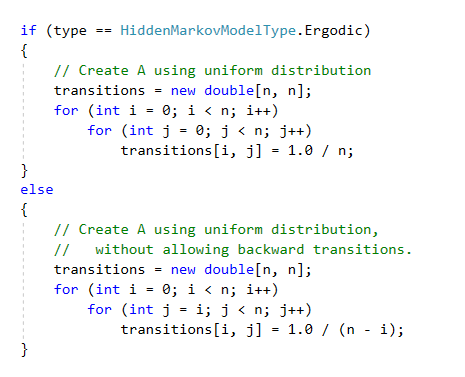 if (type == HiddenMarkovModelType.Ergodic)
{
    // Create A using uniform distribution
    transitions = new double[n, n];
    for (int i = 0; i < n; i++)
        for (int j = 0; j < n; j++)
            transitions[i, j] = 1.0 / n;
}
else
{
    // Create A using uniform distribution,
    //   without allowing backward transitions.
    transitions = new double[n, n];
    for (int i = 0; i < n; i++)
        for (int j = i; j < n; j++)
            transitions[i, j] = 1.0 / (n - i);
}